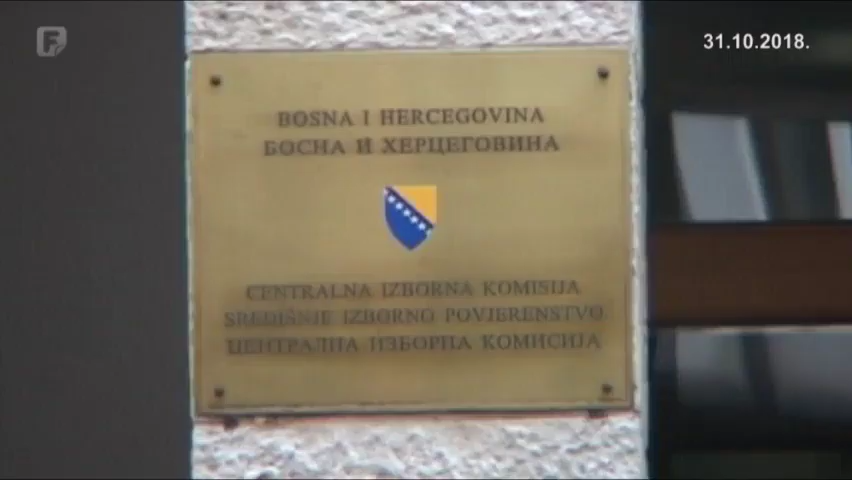 31.10.2018.
BOSNA I HERCEGOVINA
БОСНА И ХЕРЦЕГОВИНА
CENTRALNA IZBORNA KOMISIJA
SREDIŠNJE IZBORNO POVJERENSTVO
ЦЕНТРАЛНА ИЗБОРНА КОМИСИЈА